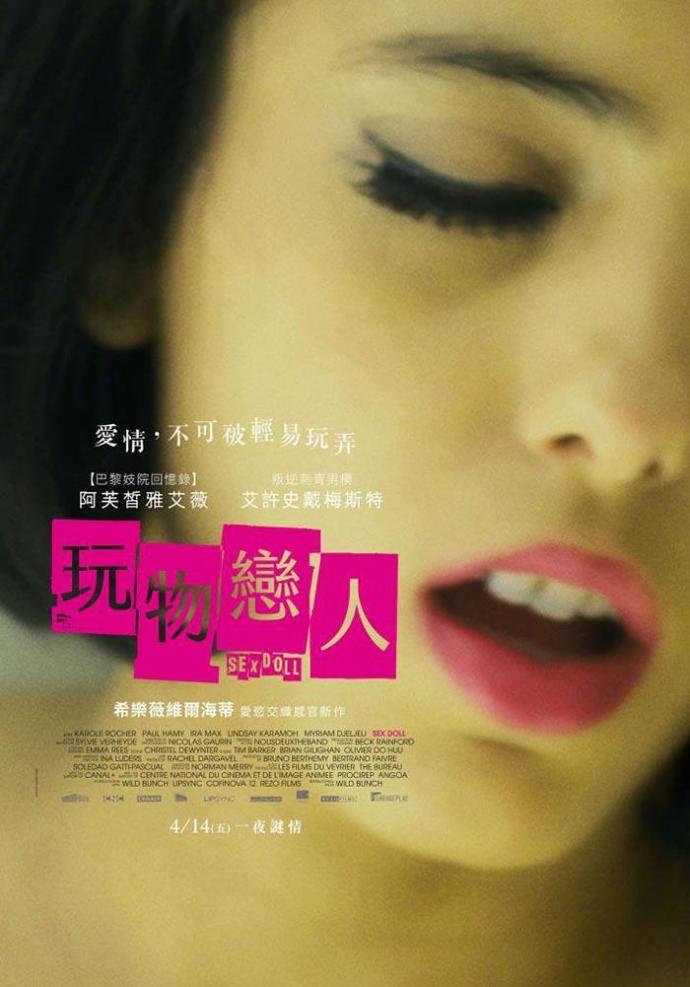 愛情，不可被輕易玩弄
【巴黎妓院回憶錄】 叛逆刺青男模
阿芙皙雅艾薇 艾許史戴梅斯特
玩物戀人
SEX DOLL
希樂薇維爾海蒂 愛慾交織感官新作
KAROLE ROCHER PAUL HAMY IRA MAX LINDSAY KARAMOH MYRIAM DJELJELI SEX DOLL
SYLVIE VERHEYDE NICOLAS GAURIN NOUSDEUXTHEBAND BECK RAINFORD
EMMA REES CHRISTEL DEWYNTER TIM BARKER BRIAN GILLIGHAN OLIVIER DO HUU
INA LUDERS RACHEL DARGAVEL BRUNO BERTHEMY BERTRAND FAIVRE
SOLEDAD GATTI-PASCUAL NORMAN MERRY LES FILMS DU VEYRIER THE BUREAU
CANAL+ CENTRE NATIONAL DU CINEMA ET DE L'IMAGE ANIMEE PROCIREP ANGOA
WILD BUNCH LIPSYNC COFINOVA 12 REZO FILMS WILD BUNCH
LIPSYNC
4/14(五) 一夜謎情